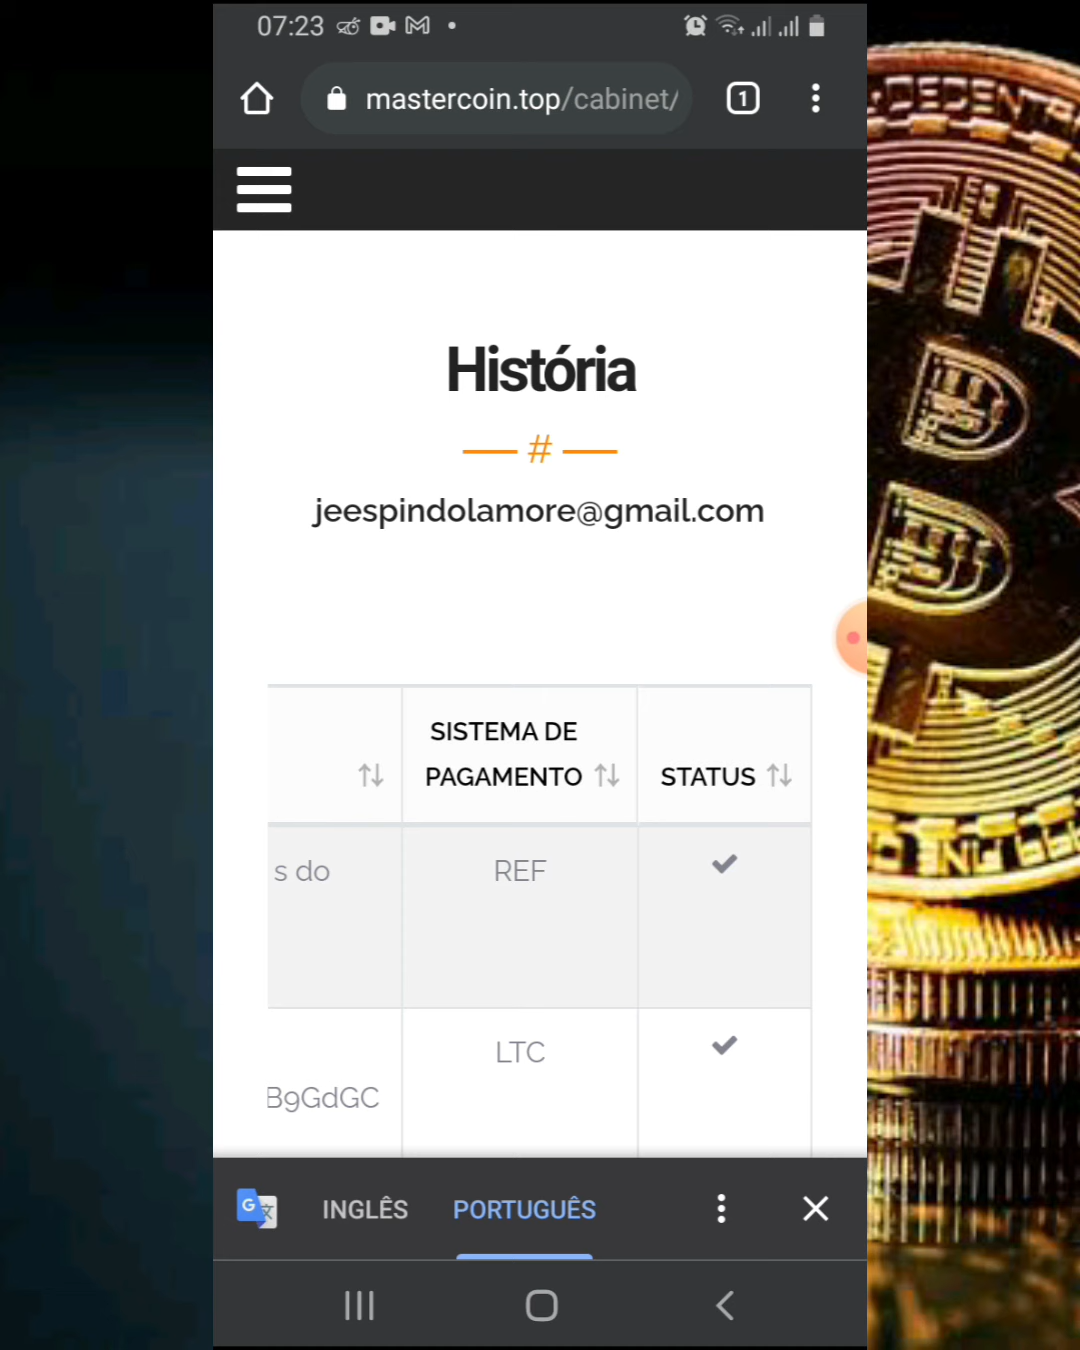 07:23
mastercoin.top/cabinet/
1
História
#
jeespindolamore@gmail.com
SISTEMA DE
PAGAMENTO
STATUS
s do
REF
LTC
B9GdGC
INGLÊS
PORTUGUÊS